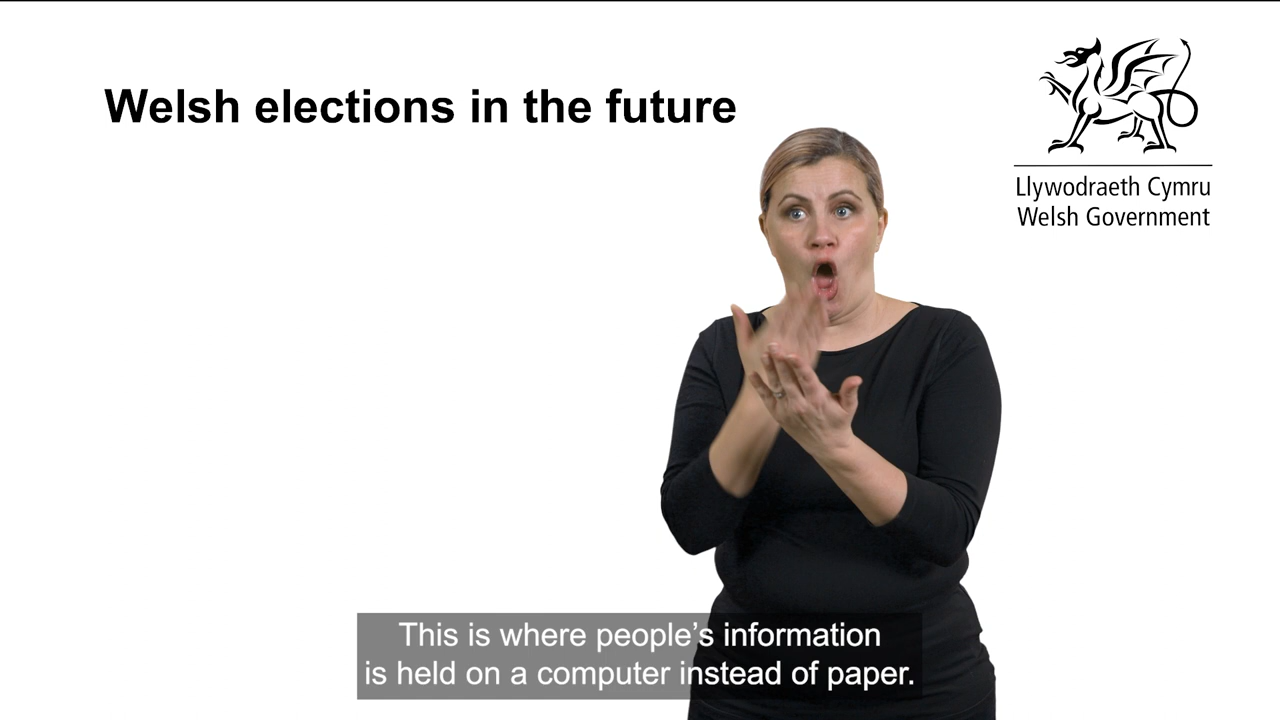 Welsh elections in the future
Llywodraeth Cymru
Welsh Government
This is where people’s information
is held on a computer instead of paper.